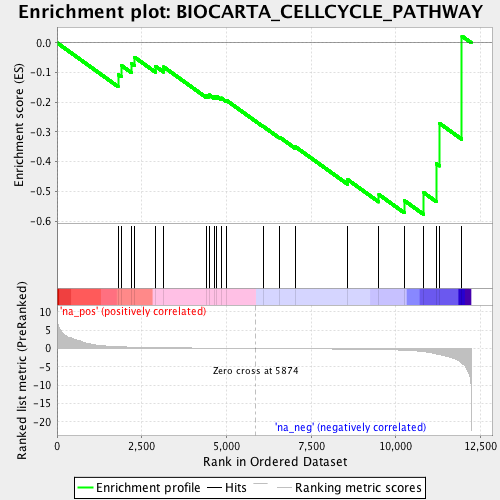 Enrichment plot: BIOCARTA_CELLCYCLE_PATHWAY
Enrichment score (ES)
0.0
-0.1
-0.2
-0.3
-0.4
-0.5
-0.6
'na_pos' (positively correlated)
Ranked list metric (PreRanked)
10
5
0
-5
-10
-15
-20
Zero cross at 5874
'na_neg' (negatively correlated)
0
2,500
5,000
7,500
10,000
12,500
Rank in Ordered Dataset
Enrichment profile
Hits
Ranking metric scores